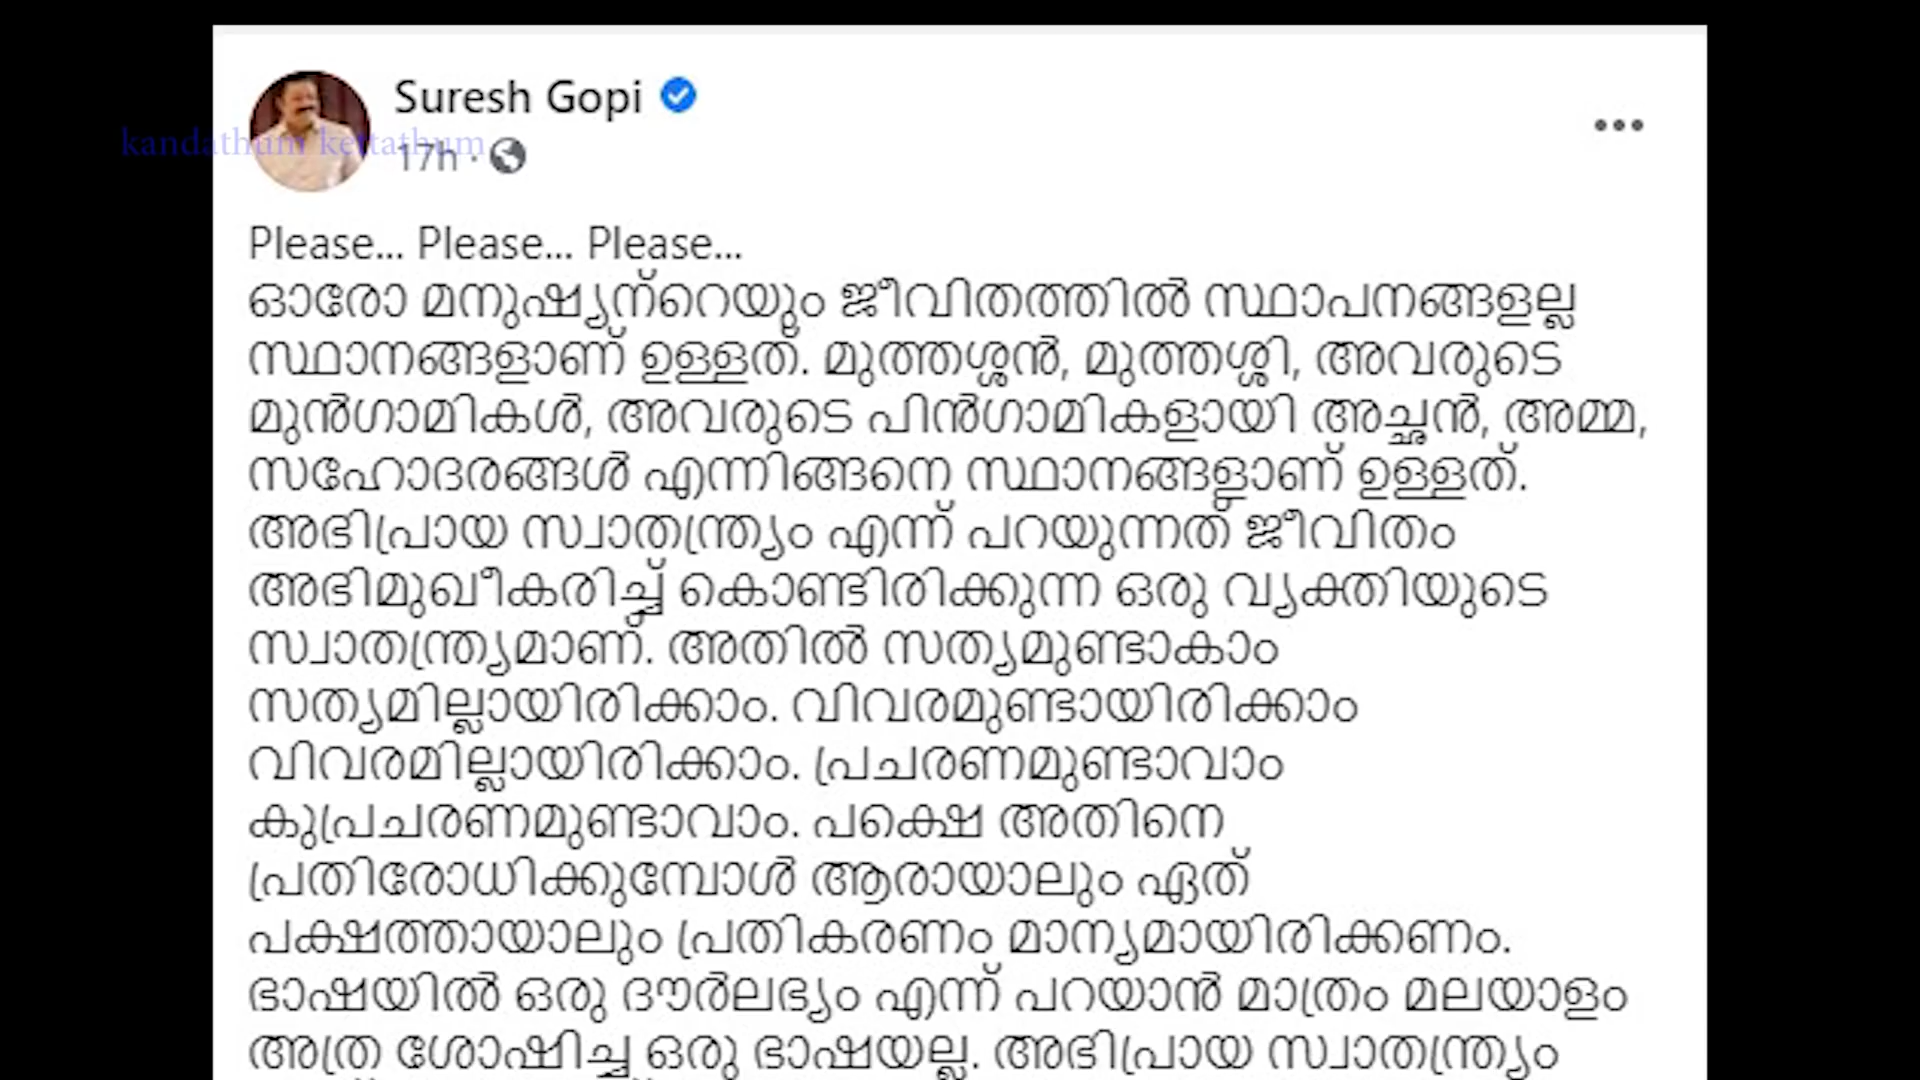 Suresh Gopi
kandathum kettathum
17h ·
Please... Please... Please...
ഓരോ മനുഷ്യന്റെയും ജീവിതത്തിൽ സ്ഥാപനങ്ങളല്ല
സ്ഥാനങ്ങളാണ് ഉള്ളത്. മുത്തശ്ശൻ, മുത്തശ്ശി, അവരുടെ
മുൻഗാമികൾ, അവരുടെ പിൻഗാമികളായി അച്ഛൻ, അമ്മ,
സഹോദരങ്ങൾ എന്നിങ്ങനെ സ്ഥാനങ്ങളാണ് ഉള്ളത്.
അഭിപ്രായ സ്വാതന്ത്ര്യം എന്ന് പറയുന്നത് ജീവിതം
അഭിമുഖീകരിച്ച് കൊണ്ടിരിക്കുന്ന ഒരു വ്യക്തിയുടെ
സ്വാതന്ത്ര്യമാണ്. അതിൽ സത്യമുണ്ടാകാം
സത്യമില്ലായിരിക്കാം. വിവരമുണ്ടായിരിക്കാം
വിവരമില്ലായിരിക്കാം. പ്രചരണമുണ്ടാവാം
കുപ്രചരണമുണ്ടാവാം. പക്ഷെ അതിനെ
പ്രതിരോധിക്കുമ്പോൾ ആരായാലും ഏത്
പക്ഷത്തായാലും പ്രതികരണം മാന്യമായിരിക്കണം.
ഭാഷയിൽ ഒരു ദൗർലഭ്യം എന്ന് പറയാൻ മാത്രം മലയാളം
അത്ര ശോഷിച്ച ഒരു ഭാഷയല്ല. അഭിപ്രായ സ്വാതന്ത്ര്യം